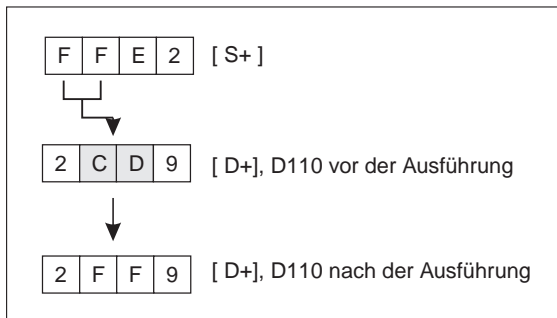 F F E 2 [ S+ ]
2 C D 9 [ D+], D110 vor der Ausführung
2 F F 9 [ D+], D110 nach der Ausführung